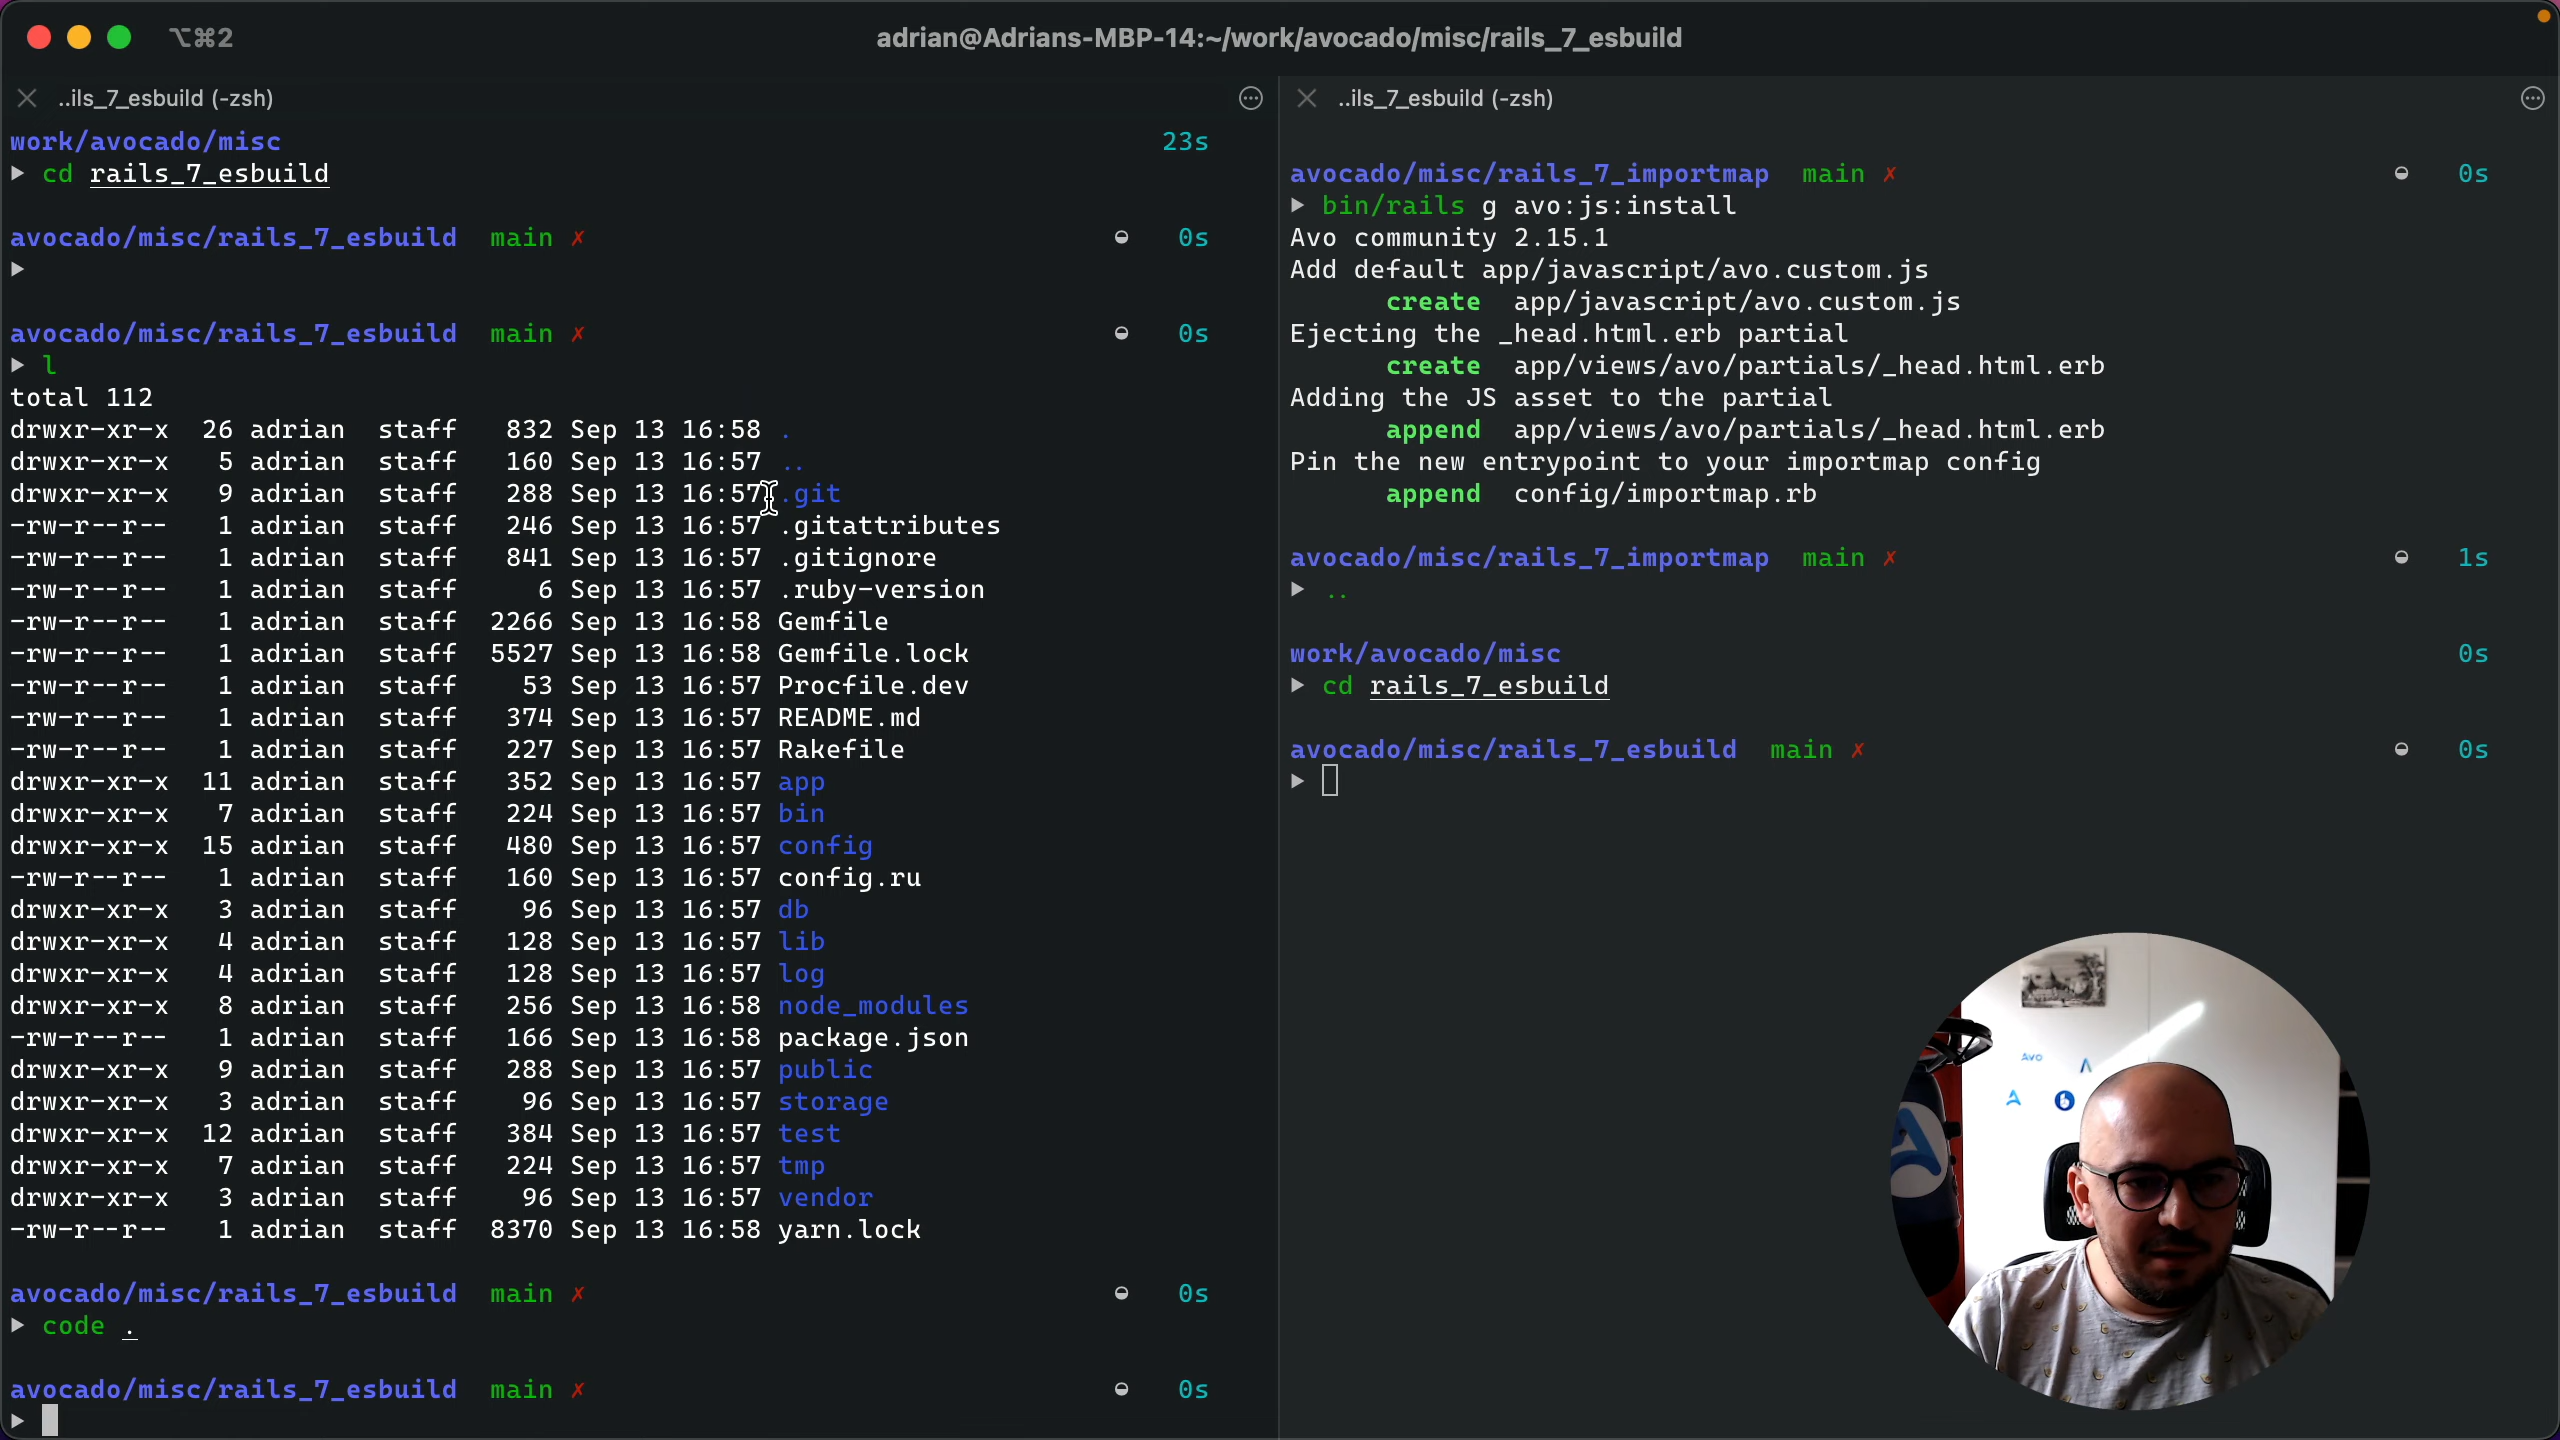 ⌥⌘2
adrian@Adrians-MBP-14:~/work/avocado/misc/rails_7_esbuild
..ils_7_esbuild (-zsh)
work/avocado/misc 23s
▶ cd rails_7_esbuild
avocado/misc/rails_7_esbuild main ✗ 0s
▶
avocado/misc/rails_7_esbuild main ✗ 0s
▶ l
total 112
drwxr-xr-x 26 adrian staff 832 Sep 13 16:58 .
drwxr-xr-x 5 adrian staff 160 Sep 13 16:57 ..
drwxr-xr-x 9 adrian staff 288 Sep 13 16:57 .git
-rw-r--r-- 1 adrian staff 246 Sep 13 16:57 .gitattributes
-rw-r--r-- 1 adrian staff 841 Sep 13 16:57 .gitignore
-rw-r--r-- 1 adrian staff 6 Sep 13 16:57 .ruby-version
-rw-r--r-- 1 adrian staff 2266 Sep 13 16:58 Gemfile
-rw-r--r-- 1 adrian staff 5527 Sep 13 16:58 Gemfile.lock
-rw-r--r-- 1 adrian staff 53 Sep 13 16:57 Procfile.dev
-rw-r--r-- 1 adrian staff 374 Sep 13 16:57 README.md
-rw-r--r-- 1 adrian staff 227 Sep 13 16:57 Rakefile
drwxr-xr-x 11 adrian staff 352 Sep 13 16:57 app
drwxr-xr-x 7 adrian staff 224 Sep 13 16:57 bin
drwxr-xr-x 15 adrian staff 480 Sep 13 16:57 config
-rw-r--r-- 1 adrian staff 160 Sep 13 16:57 config.ru
drwxr-xr-x 3 adrian staff 96 Sep 13 16:57 db
drwxr-xr-x 4 adrian staff 128 Sep 13 16:57 lib
drwxr-xr-x 4 adrian staff 128 Sep 13 16:57 log
drwxr-xr-x 8 adrian staff 256 Sep 13 16:58 node_modules
-rw-r--r-- 1 adrian staff 166 Sep 13 16:58 package.json
drwxr-xr-x 9 adrian staff 288 Sep 13 16:57 public
drwxr-xr-x 3 adrian staff 96 Sep 13 16:57 storage
drwxr-xr-x 12 adrian staff 384 Sep 13 16:57 test
drwxr-xr-x 7 adrian staff 224 Sep 13 16:57 tmp
drwxr-xr-x 3 adrian staff 96 Sep 13 16:57 vendor
-rw-r--r-- 1 adrian staff 8370 Sep 13 16:58 yarn.lock
avocado/misc/rails_7_esbuild main ✗ 0s
▶ code .
avocado/misc/rails_7_esbuild main ✗ 0s
▶
..ils_7_esbuild (-zsh)
avocado/misc/rails_7_importmap main ✗ 0s
▶ bin/rails g avo:js:install
Avo community 2.15.1
Add default app/javascript/avo.custom.js
create app/javascript/avo.custom.js
Ejecting the _head.html.erb partial
create app/views/avo/partials/_head.html.erb
Adding the JS asset to the partial
append app/views/avo/partials/_head.html.erb
Pin the new entrypoint to your importmap config
append config/importmap.rb
avocado/misc/rails_7_importmap main ✗ 1s
▶ ..
work/avocado/misc 0s
▶ cd rails_7_esbuild
avocado/misc/rails_7_esbuild main ✗ 0s
▶
Avo